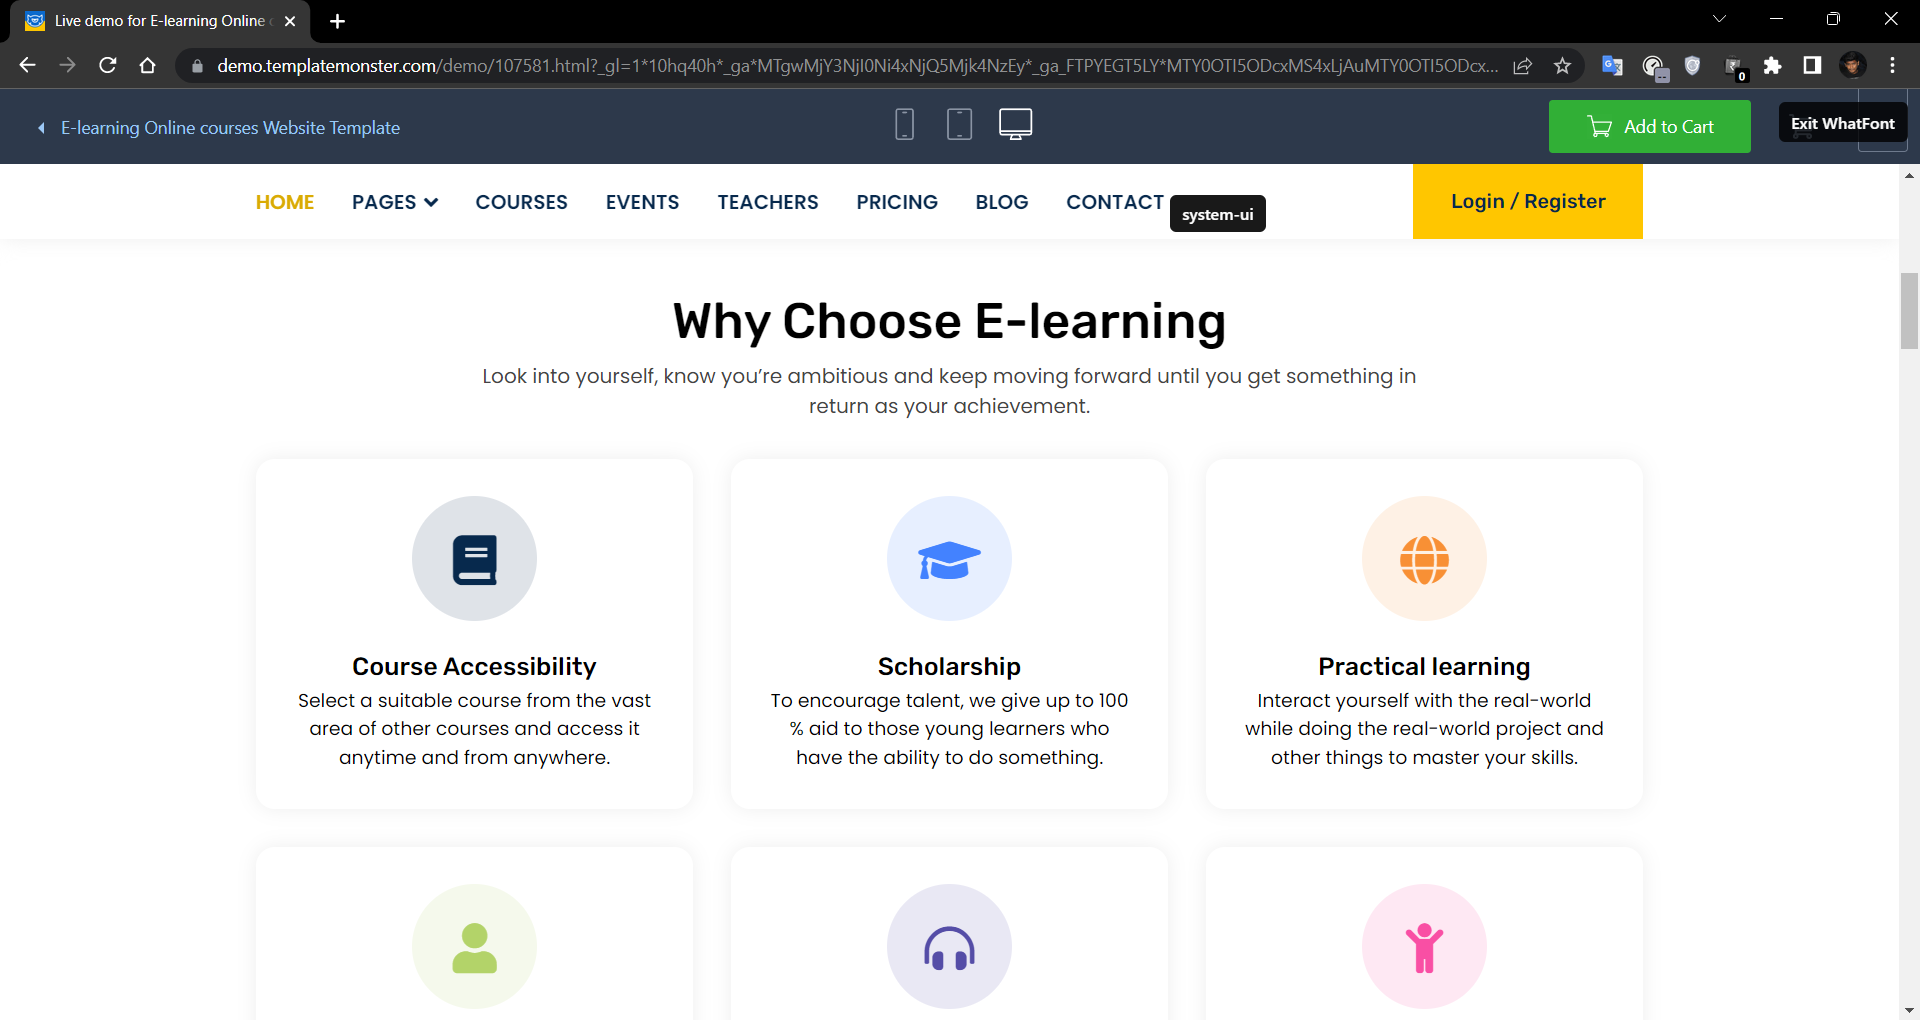 Live demo for E-learning Online
demo.templatemonster.com/demo/107581.html?_gl=1*10hq40h*_ga*MTgwMjY3NjI0Ni4xNjQ5Mjk4NzEy*_ga_FTPYEGT5LY*MTY0OTI5ODcxMS4xLjAuMTY0OTI5ODcx...
0
E-learning Online courses Website Template
Add to Cart
Exit WhatFont
HOME PAGES COURSES EVENTS TEACHERS PRICING BLOG CONTACT
system-ui
Login / Register
Why Choose E-learning
Look into yourself, know you’re ambitious and keep moving forward until you get something in
return as your achievement.
Course Accessibility
Select a suitable course from the vast
area of other courses and access it
anytime and from anywhere.
Scholarship
To encourage talent, we give up to 100
% aid to those young learners who
have the ability to do something.
Practical learning
Interact yourself with the real-world
while doing the real-world project and
other things to master your skills.